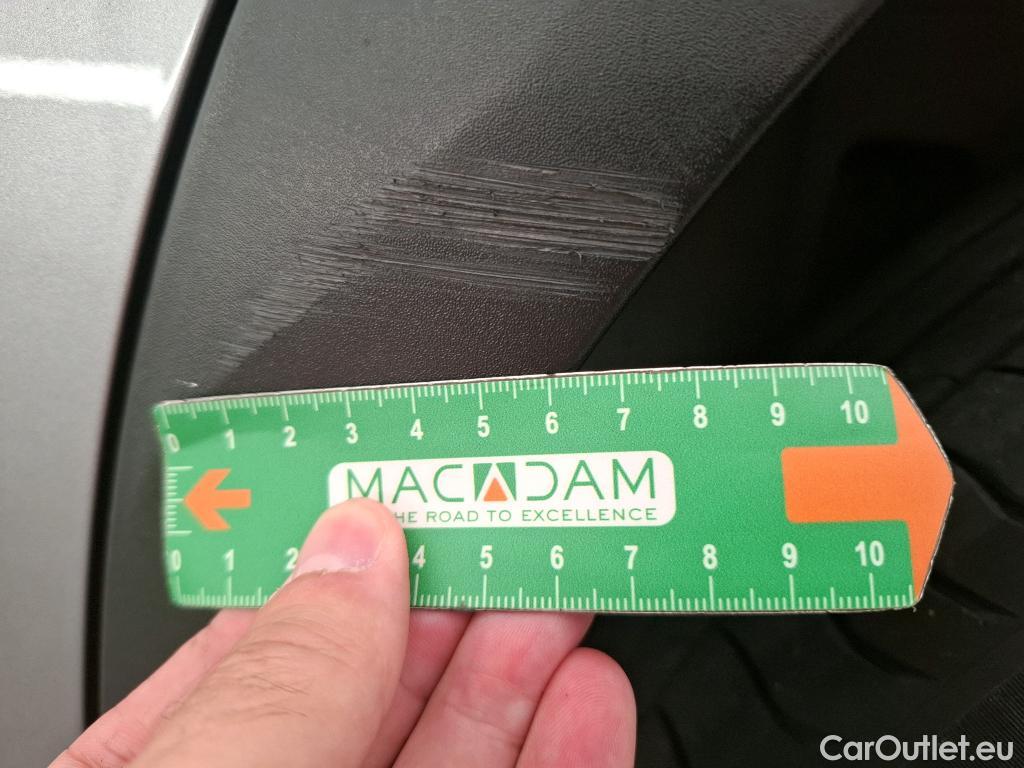 0 1 2 3 4 5 6 7 8 9 10
MACADAM
HE ROAD TO EXCELLENCE
0 1 2 4 5 6 7 8 9 10
CarOutlet.eu